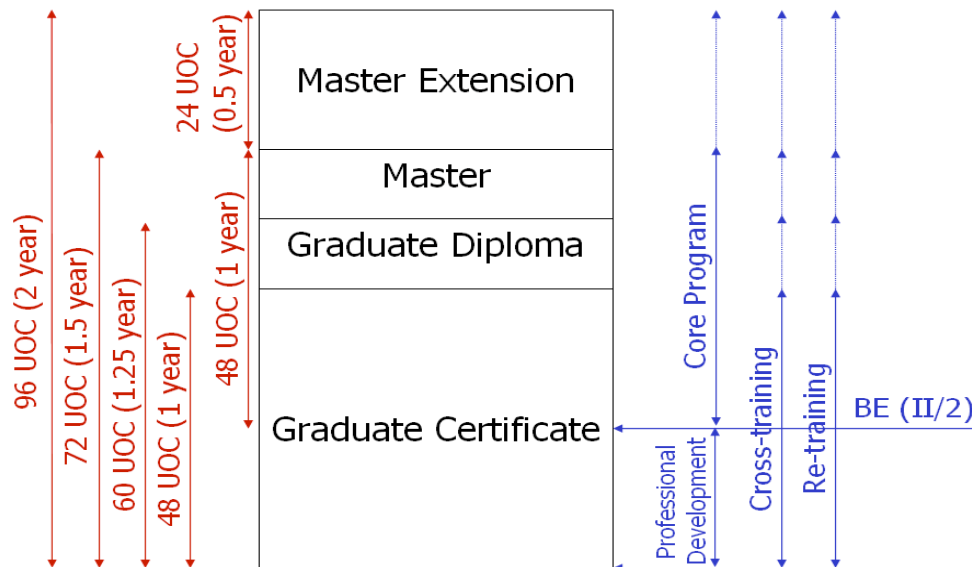 96 UOC (2 year)
72 UOC (1.5 year)
60 UOC (1.25 year)
48 UOC (1 year)
24 UOC
(0.5 year)
48 UOC (1 year)
Master Extension
Master
Graduate Diploma
Graduate Certificate
Core Program
Professional
Development
Cross-training
Re-training
BE (II/2)